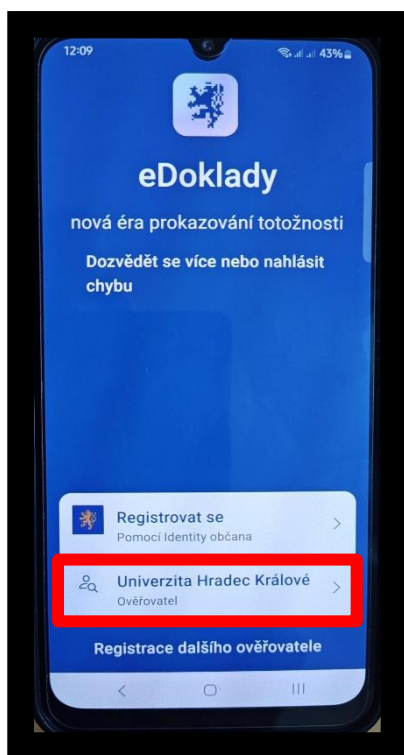 12:09 43%
eDoklady
nová éra prokazování totožnosti
Dozvědět se více nebo nahlásit
chybu
Registrovat se
Pomocí Identity občana
Univerzita Hradec Králové
Ověřovatel
Registrace dalšího ověřovatele